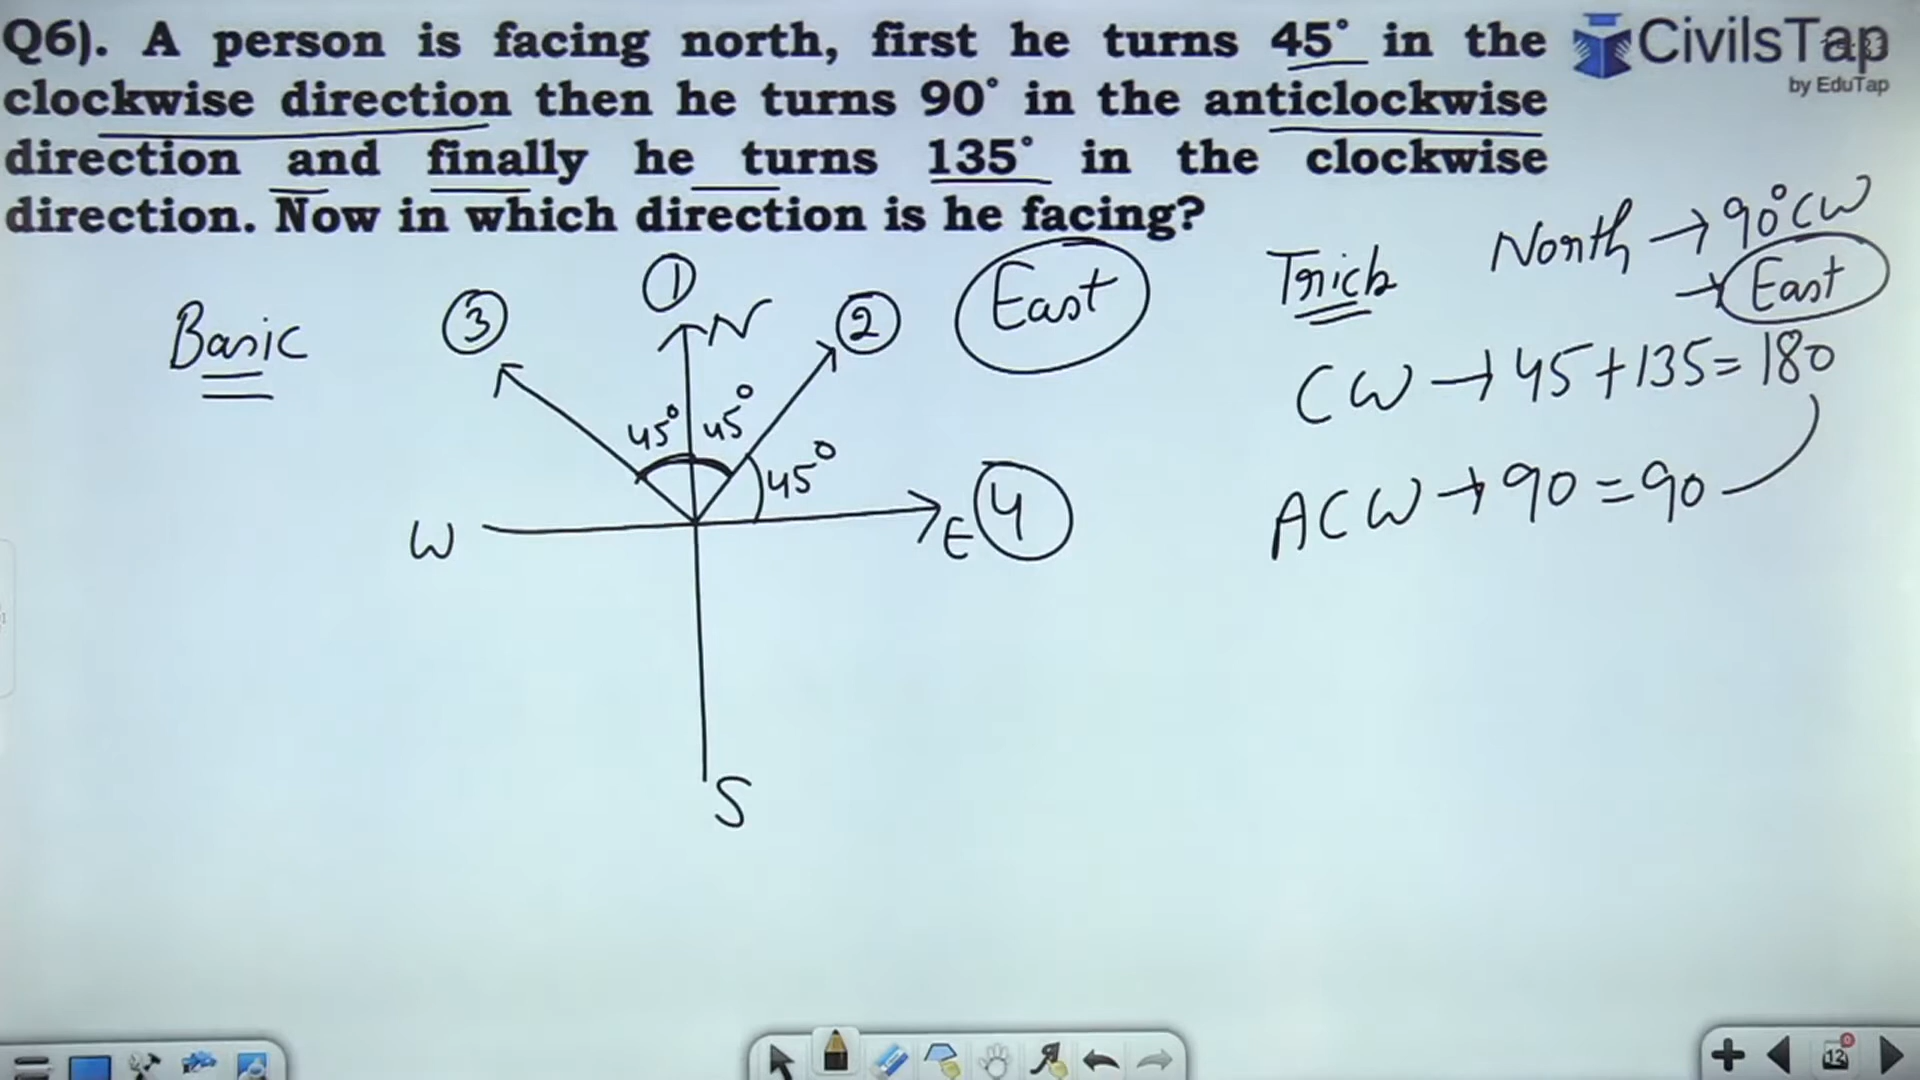 Q6). A person is facing north, first he turns 45° in the
clockwise direction then he turns 90° in the anticlockwise
direction and finally he turns 135° in the clockwise
direction. Now in which direction is he facing?
CivilsTap
by EduTap
Basic
3
1
N
2
East
45°
45°
45°
W
E
4
S
Trick
North → 90° CW
→ East
CW → 45 + 135 = 180
ACW → 90 = 90
12
0